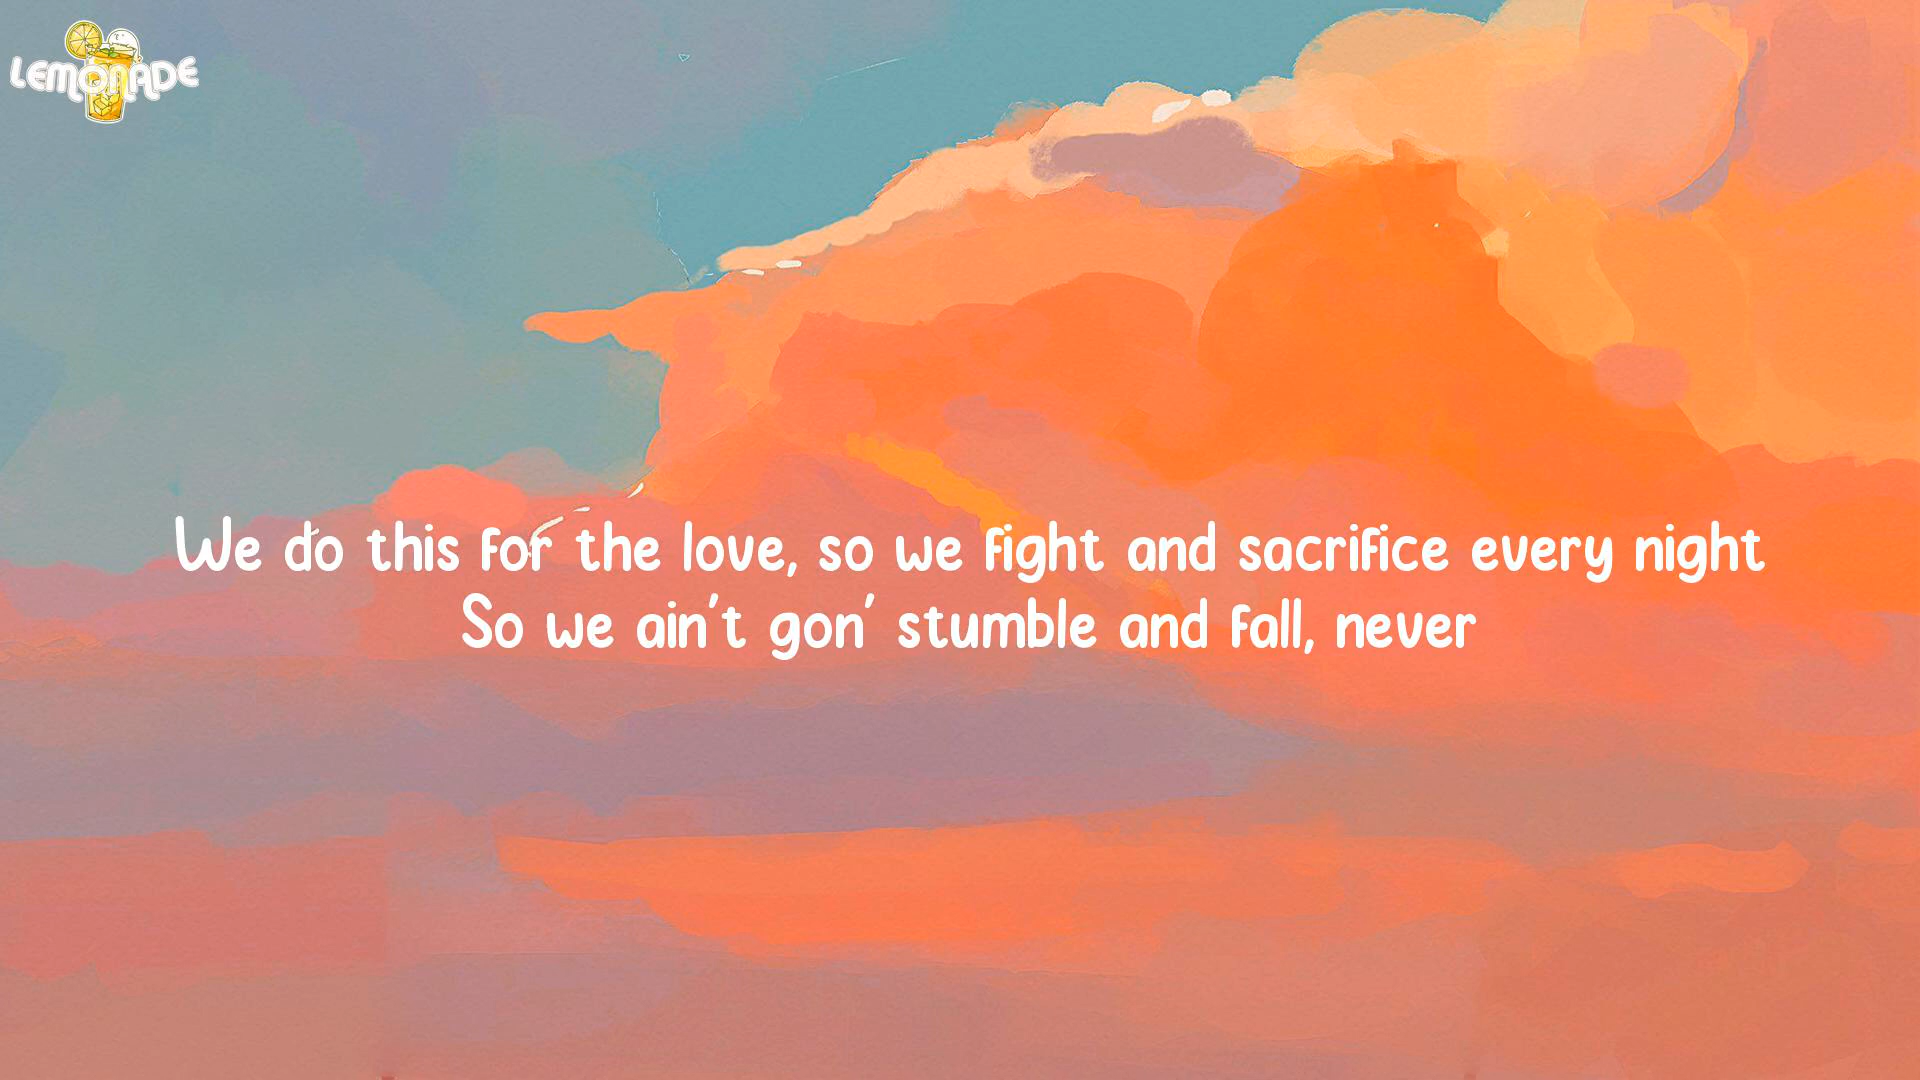 LEMONADE
We do this for the love, so we fight and sacrifice every night
So we ain't gon' stumble and fall, never